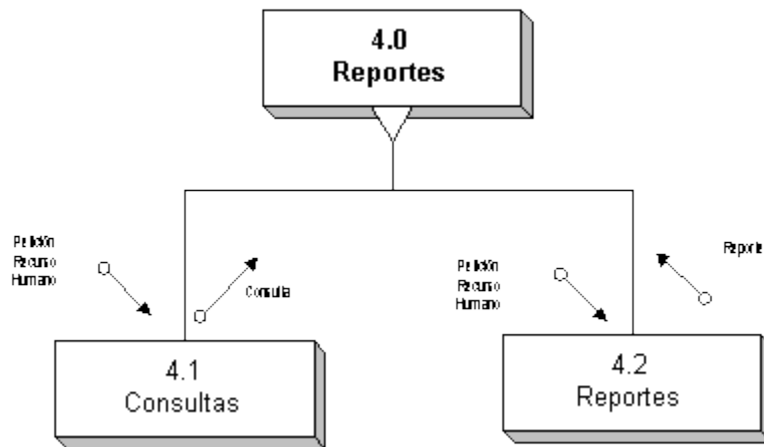 4.0
Reportes
Petición
Recurso
Humano
Consulta
Petición
Recurso
Humano
Reporte
4.1
Consultas
4.2
Reportes